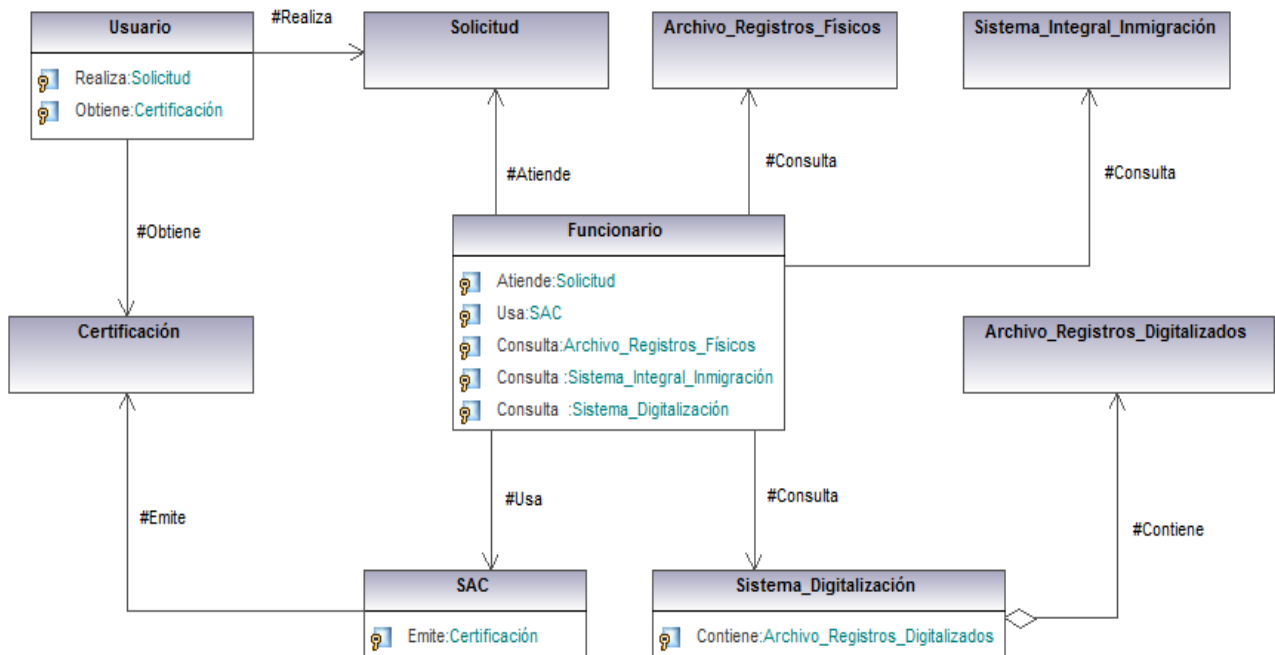 Usuario
Realiza:Solicitud
Obtiene:Certificación
#Realiza
Solicitud
Archivo_Registros_Físicos
Sistema_Integral_Inmigración
#Atiende
#Consulta
#Consulta
#Obtiene
Funcionario
Atiende:Solicitud
Usa:SAC
Consulta:Archivo_Registros_Físicos
Consulta :Sistema_Integral_Inmigración
Consulta  :Sistema_Digitalización
Certificación
Archivo_Registros_Digitalizados
#Emite
#Usa
#Consulta
#Contiene
SAC
Emite:Certificación
Sistema_Digitalización
Contiene:Archivo_Registros_Digitalizados